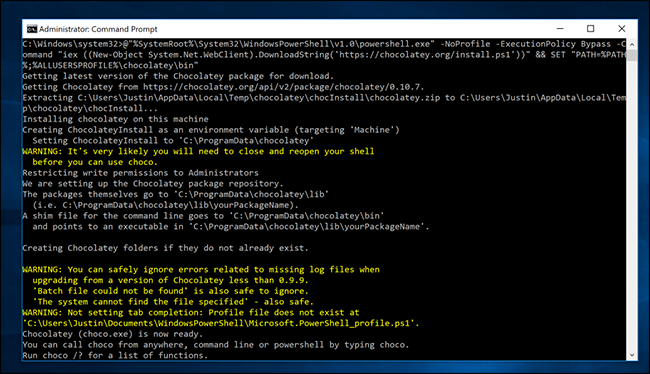 Administrator: Command Prompt
C:\Windows\system32>@"%SystemRoot%\System32\WindowsPowerShell\v1.0\powershell.exe" -NoProfile -ExecutionPolicy Bypass -C
ommand "iex ((New-Object System.Net.WebClient).DownloadString('https://chocolatey.org/install.ps1'))" && SET "PATH=%PATH
%;%ALLUSERSPROFILE%\chocolatey\bin"
Getting latest version of the Chocolatey package for download.
Getting Chocolatey from https://chocolatey.org/api/v2/package/chocolatey/0.10.7.
Extracting C:\Users\Justin\AppData\Local\Temp\chocolatey\chocInstall\chocolatey.zip to C:\Users\Justin\AppData\Local\Tem
p\chocolatey\chocInstall...
Installing chocolatey on this machine
Creating ChocolateyInstall as an environment variable (targeting 'Machine')
  Setting ChocolateyInstall to 'C:\ProgramData\chocolatey'
WARNING: It's very likely you will need to close and reopen your shell
  before you can use choco.
Restricting write permissions to Administrators
We are setting up the Chocolatey package repository.
The packages themselves go to 'C:\ProgramData\chocolatey\lib'
  (i.e. C:\ProgramData\chocolatey\lib\yourPackageName).
A shim file for the command line goes to 'C:\ProgramData\chocolatey\bin'
  and points to an executable in 'C:\ProgramData\chocolatey\lib\yourPackageName'.
Creating Chocolatey folders if they do not already exist.
WARNING: You can safely ignore errors related to missing log files when
  upgrading from a version of Chocolatey less than 0.9.9.
  'Batch file could not be found' is also safe to ignore.
  'The system cannot find the file specified' - also safe.
WARNING: Not setting tab completion: Profile file does not exist at
'C:\Users\Justin\Documents\WindowsPowerShell\Microsoft.PowerShell_profile.ps1'.
Chocolatey (choco.exe) is now ready.
You can call choco from anywhere, command line or powershell by typing choco.
Run choco /? for a list of functions.